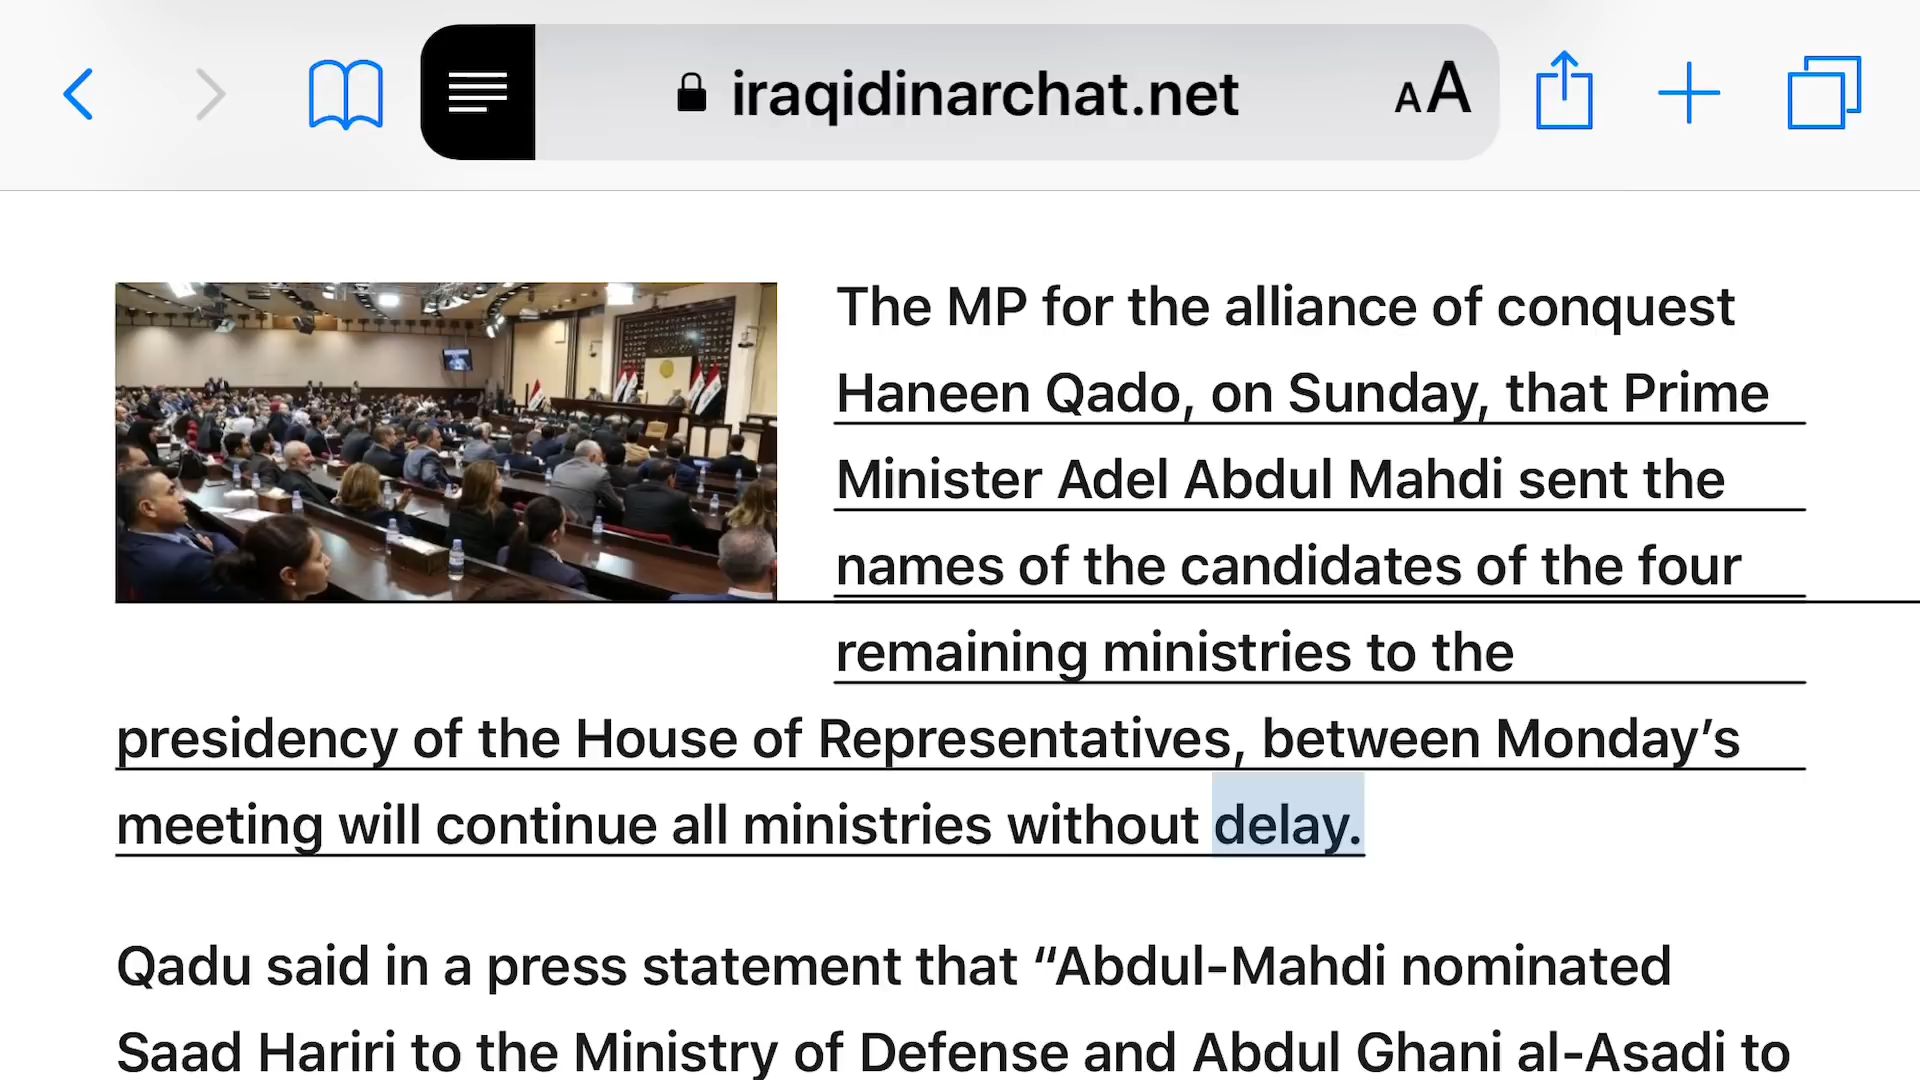 iraqidinarchat.net
AA
The MP for the alliance of conquest
Haneen Qado, on Sunday, that Prime
Minister Adel Abdul Mahdi sent the
names of the candidates of the four
remaining ministries to the
presidency of the House of Representatives, between Monday’s
meeting will continue all ministries without delay.
Qadu said in a press statement that “Abdul-Mahdi nominated
Saad Hariri to the Ministry of Defense and Abdul Ghani al-Asadi to